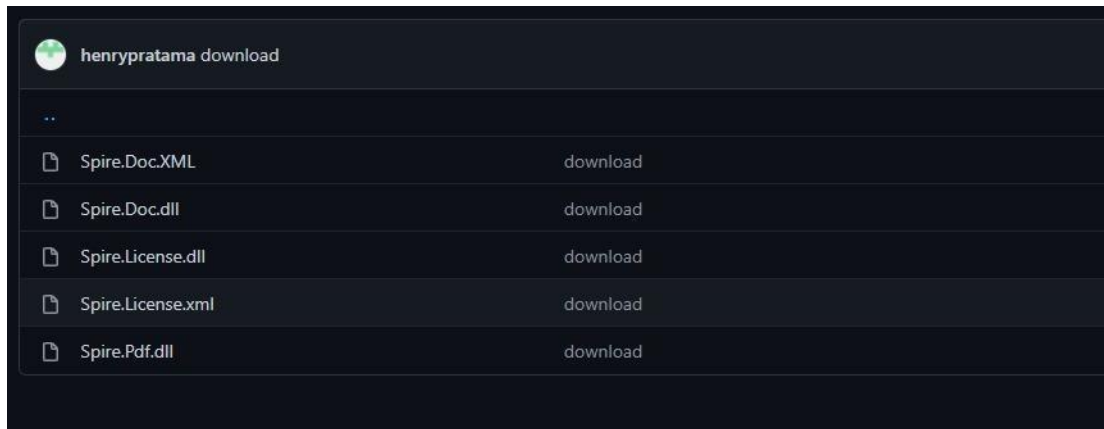 henrypratama download
..
Spire.Doc.XML download
Spire.Doc.dll download
Spire.License.dll download
Spire.License.xml download
Spire.Pdf.dll download